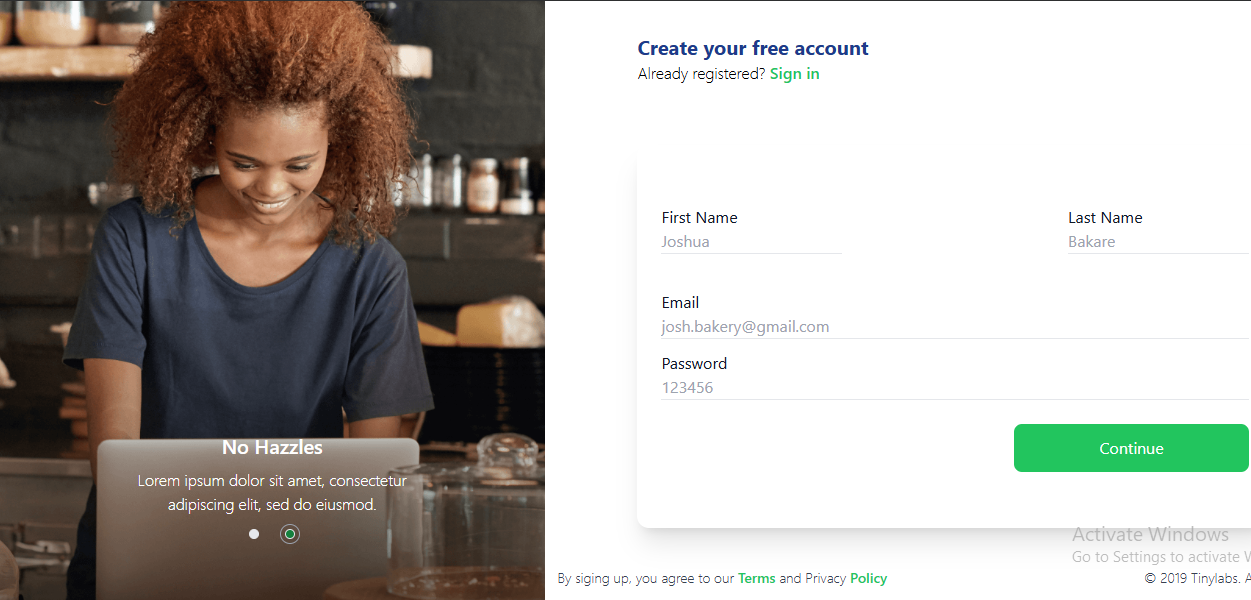 No Hazzles
Lorem ipsum dolor sit amet, consectetur
adipiscing elit, sed do eiusmod.
Create your free account
Already registered? Sign in
First Name
Joshua
Last Name
Bakare
Email
josh.bakery@gmail.com
Password
123456
Continue
Activate Windows
Go to Settings to activate W
By siging up, you agree to our Terms and Privacy Policy
© 2019 Tinylabs. A